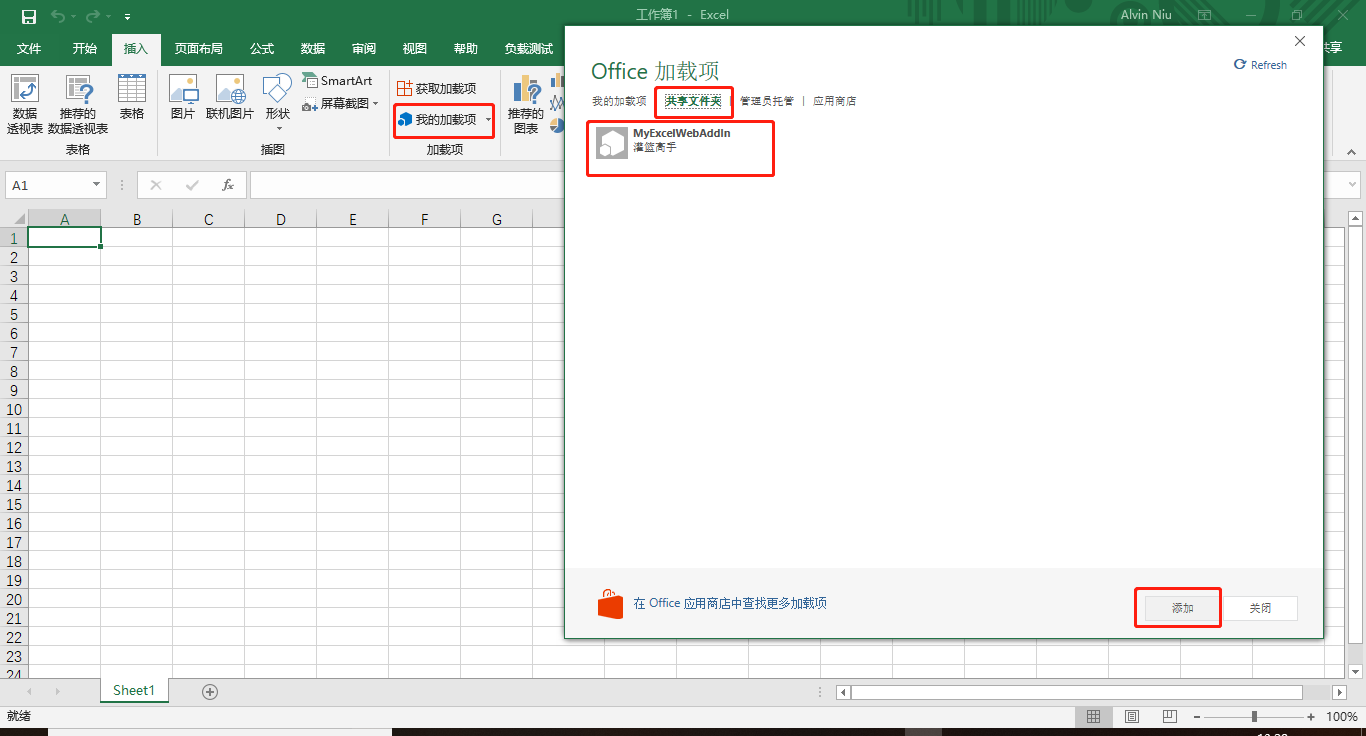 工作簿1 - Excel
Alvin Niu
文件 开始 插入 页面布局 公式 数据 审阅 视图 帮助 负载测试
共享
数据
透视表
推荐的
数据透视表
表格
表格
图片
联机图片
形状
SmartArt
屏幕截图
插图
获取加载项
我的加载项
加载项
推荐的
图表
A1
fx
A B C D E F G
1
2
3
4
5
6
7
8
9
10
11
12
13
14
15
16
17
18
19
20
21
22
23
24
Office 加载项
Refresh
我的加载项 共享文件夹 | 管理员托管 | 应用商店
MyExcelWebAddIn
灌篮高手
在 Office 应用商店中查找更多加载项
添加
关闭
Sheet1
就绪
100%